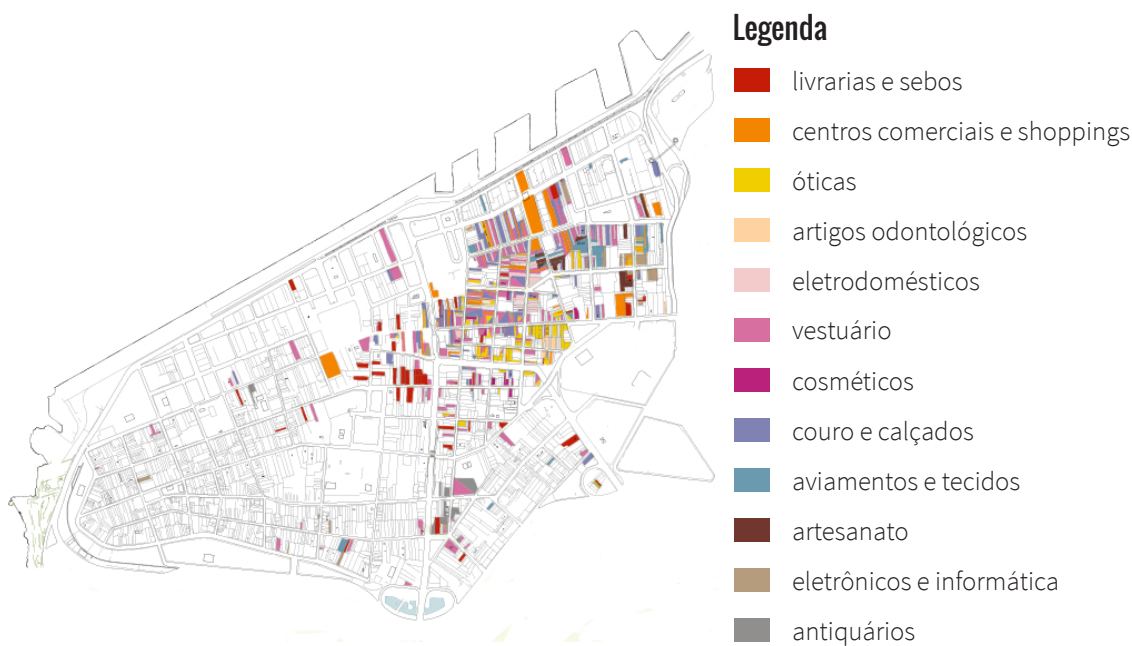 Legenda
livrarias e sebos
centros comerciais e shoppings
óticas
artigos odontológicos
eletrodomésticos
vestuário
cosméticos
couro e calçados
aviamentos e tecidos
artesanato
eletrônicos e informática
antiquários